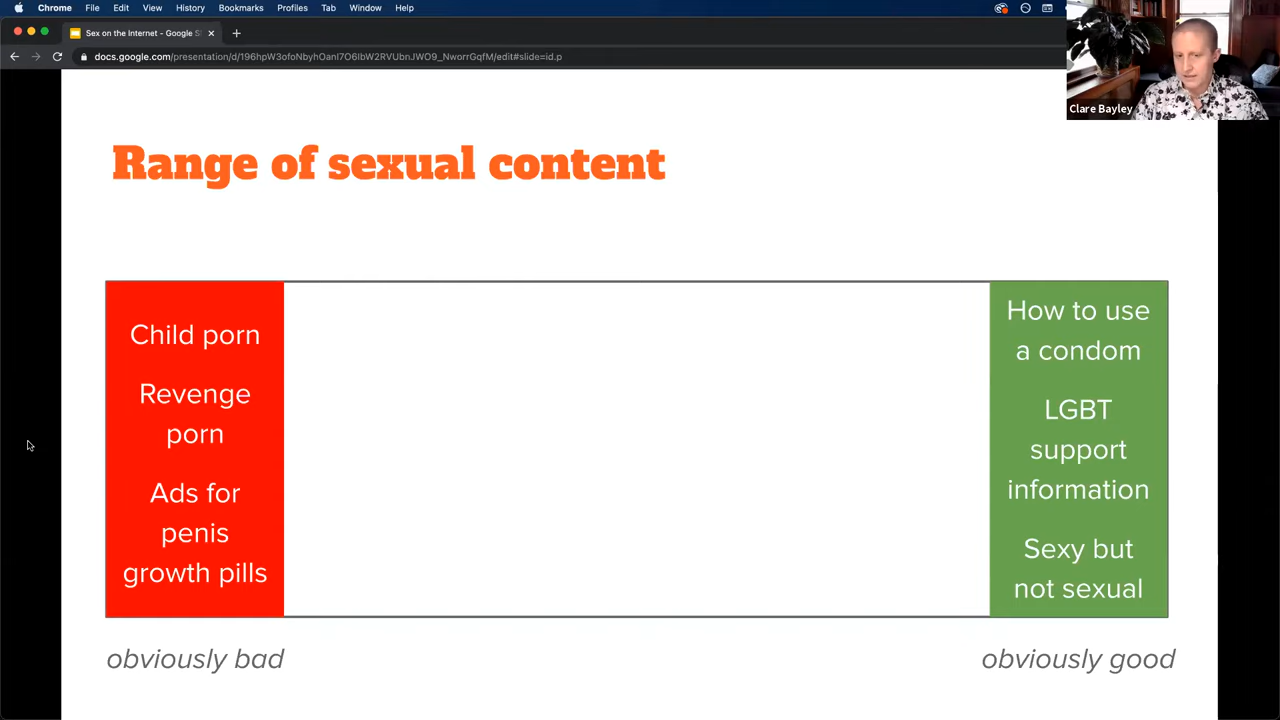 Chrome File Edit View History Bookmarks Profiles Tab Window Help
Sex on the Internet - Google S
docs.google.com/presentation/d/196hpW3ofoNbyhOanI7O6IbW2RVUbnJWO9_NworrGqfM/edit#slide=id.p
Clare Bayley
Range of sexual content
Child porn
Revenge
porn
Ads for
penis
growth pills
How to use
a condom
LGBT
support
information
Sexy but
not sexual
obviously bad
obviously good